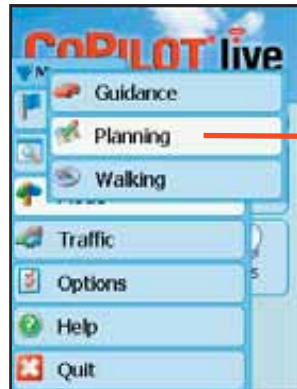 CoPILOT live
M
Guidance
Planning
Walking
Traffic
Options
Help
Quit
s